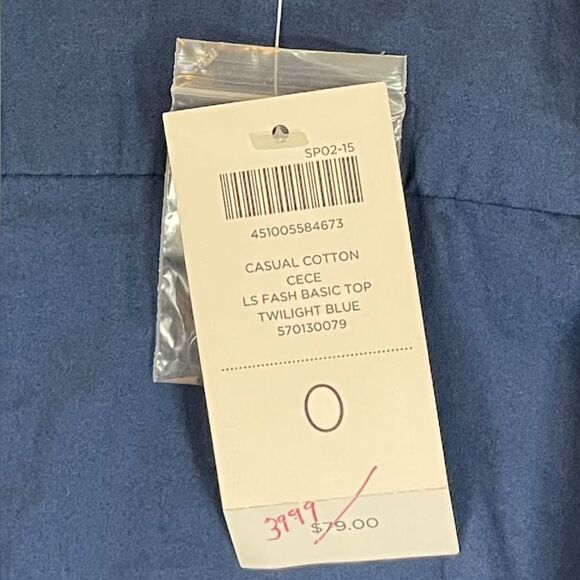 SP02-15
451005584673
CASUAL COTTON
CECE
LS FASH BASIC TOP
TWILIGHT BLUE
570130079
0
3999
$79.00